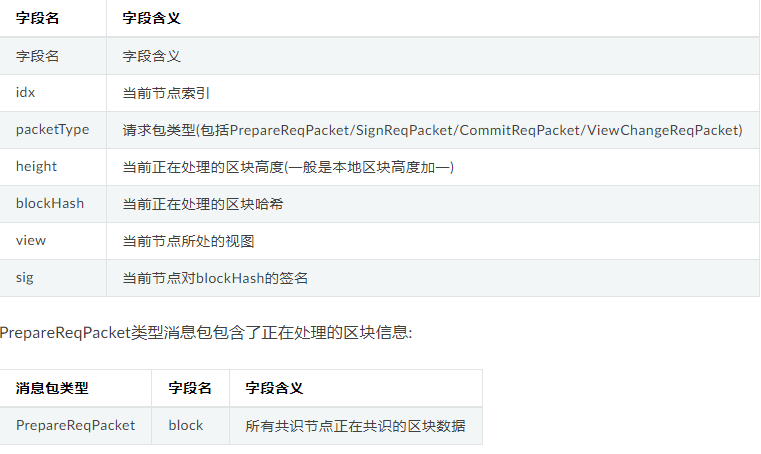 字段名 字段含义
字段名 字段含义
idx 当前节点索引
packetType 请求包类型(包括PrepareReqPacket/SignReqPacket/CommitReqPacket/ViewChangeReqPacket)
height 当前正在处理的区块高度(一般是本地区块高度加一)
blockHash 当前正在处理的区块哈希
view 当前节点所处的视图
sig 当前节点对blockHash的签名
PrepareReqPacket类型消息包包含了正在处理的区块信息:
消息包类型 字段名 字段含义
PrepareReqPacket block 所有共识节点正在共识的区块数据